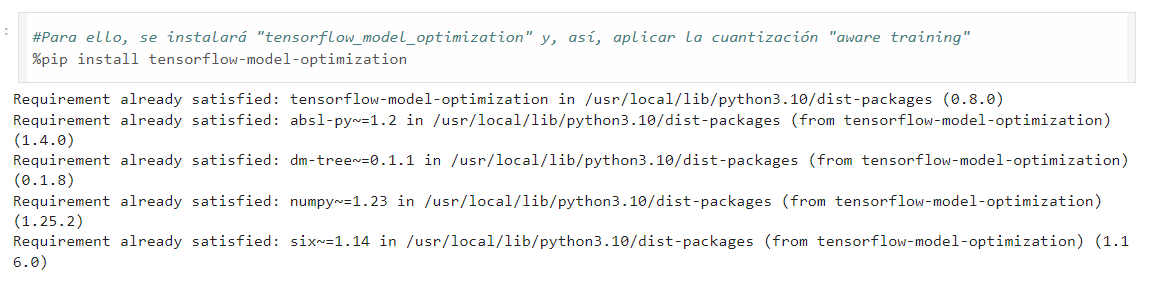 :
#Para ello, se instalará "tensorflow_model_optimization" y, así, aplicar la cuantización "aware training"
%pip install tensorflow-model-optimization
Requirement already satisfied: tensorflow-model-optimization in /usr/local/lib/python3.10/dist-packages (0.8.0)
Requirement already satisfied: absl-py~=1.2 in /usr/local/lib/python3.10/dist-packages (from tensorflow-model-optimization)
(1.4.0)
Requirement already satisfied: dm-tree~=0.1.1 in /usr/local/lib/python3.10/dist-packages (from tensorflow-model-optimization)
(0.1.8)
Requirement already satisfied: numpy~=1.23 in /usr/local/lib/python3.10/dist-packages (from tensorflow-model-optimization)
(1.25.2)
Requirement already satisfied: six~=1.14 in /usr/local/lib/python3.10/dist-packages (from tensorflow-model-optimization) (1.1
6.0)